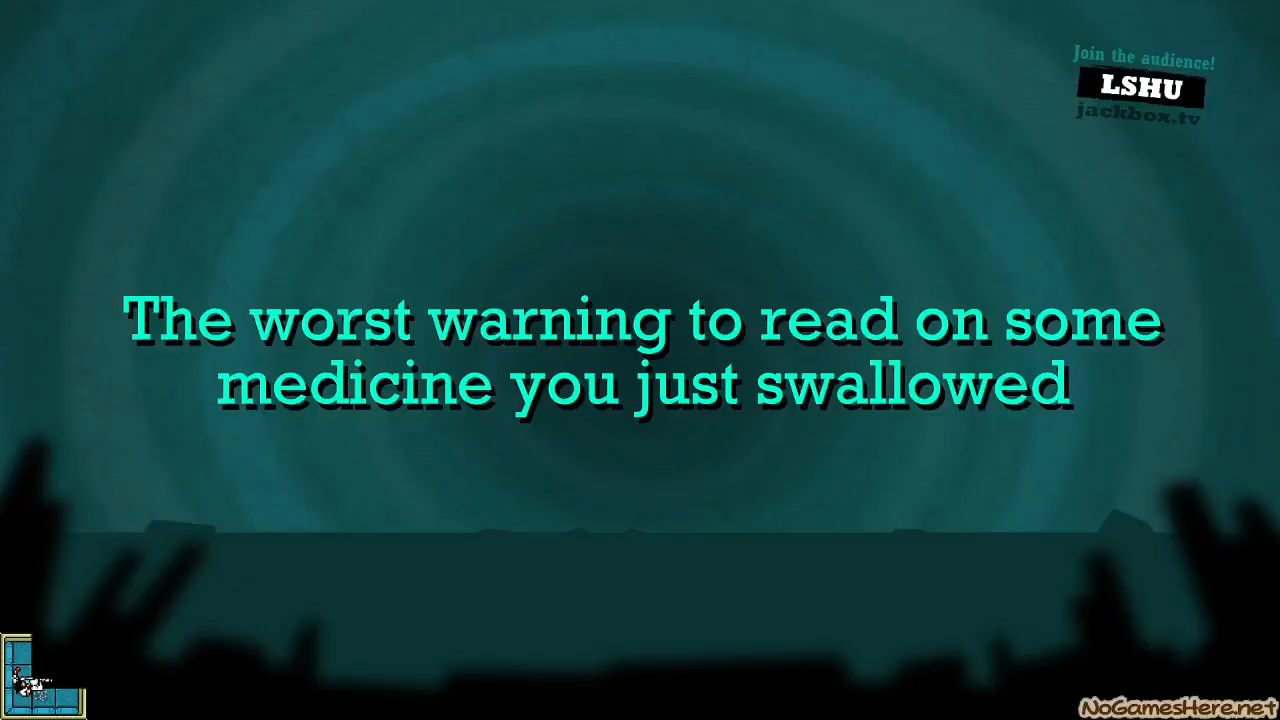 Join the audience!
LSHU
jackbox.tv
The worst warning to read on some
medicine you just swallowed
NoGamesHere.net